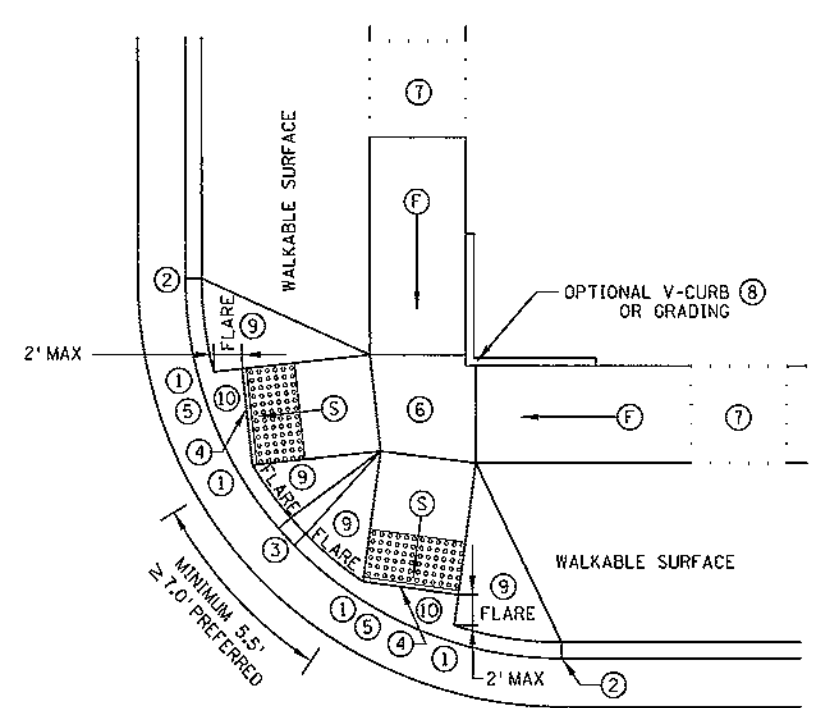 7
WALKABLE SURFACE
F
2
OPTIONAL V-CURB 8
OR GRADING
FLARE 9
2' MAX
1
5
10
S
6
F
7
4
1
9
FLARE
S
9
FLARE
3
WALKABLE SURFACE
9
FLARE
MINIMUM 5.5'
≥ 7.0' PREFERRED
1
5
10
4
1
2' MAX
2